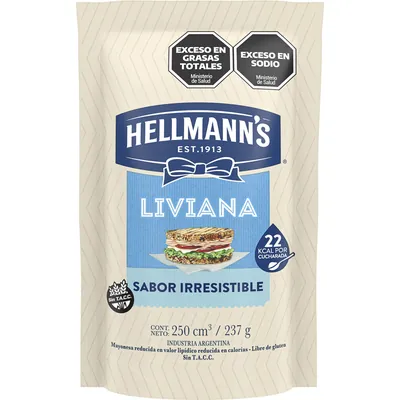 EXCESO EN
GRASAS
TOTALES
Ministerio
de Salud
EXCESO EN
SODIO
Ministerio
de Salud
HELLMANN'S
EST.1913
LIVIANA
22
KCAL POR
CUCHARADA
Sin T.A.C.C.
SABOR IRRESISTIBLE
CONT.
NETO: 250 cm³ / 237 g
INDUSTRIA ARGENTINA
Mayonesa reducida en valor lipídico reducida en calorías - Libre de gluten
Sin T.A.C.C.